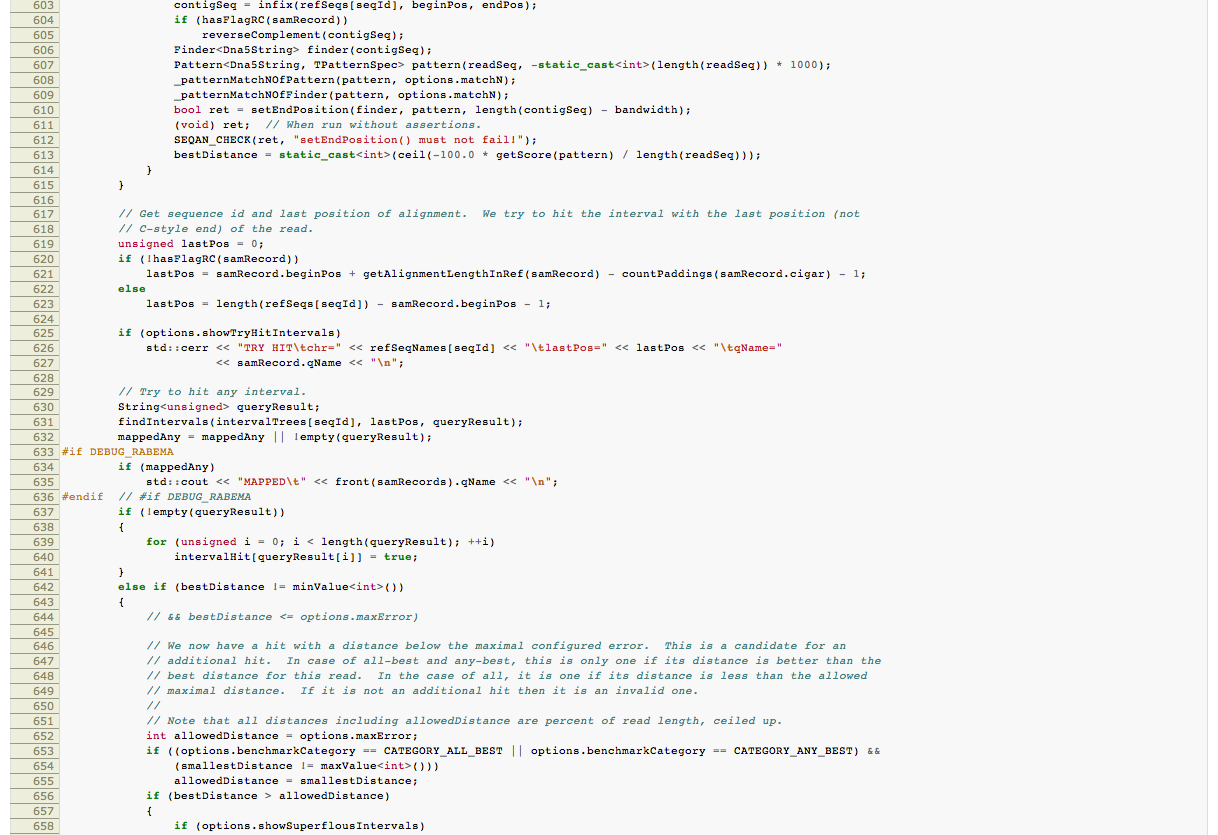 603 contigSeq = infix(refSeqs[seqId], beginPos, endPos);
604 if (hasFlagRC(samRecord))
605 reverseComplement(contigSeq);
606 Finder<Dna5String> finder(contigSeq);
607 Pattern<Dna5String, TPatternSpec> pattern(readSeq, -static_cast<int>(length(readSeq)) * 1000);
608 _patternMatchNOfPattern(pattern, options.matchN);
609 _patternMatchNOfFinder(pattern, options.matchN);
610 bool ret = setEndPosition(finder, pattern, length(contigSeq) - bandwidth);
611 (void) ret;  // When run without assertions.
612 SEQAN_CHECK(ret, "setEndPosition() must not fail!");
613 bestDistance = static_cast<int>(ceil(-100.0 * getScore(pattern) / length(readSeq)));
614 }
615 }
616
617 // Get sequence id and last position of alignment.  We try to hit the interval with the last position (not
618 // C-style end) of the read.
619 unsigned lastPos = 0;
620 if (!hasFlagRC(samRecord))
621 lastPos = samRecord.beginPos + getAlignmentLengthInRef(samRecord) - countPaddings(samRecord.cigar) - 1;
622 else
623 lastPos = length(refSeqs[seqId]) - samRecord.beginPos - 1;
624
625 if (options.showTryHitIntervals)
626 std::cerr << "TRY HIT\tchr=" << refSeqNames[seqId] << "\tlastPos=" << lastPos << "\tqName="
627 << samRecord.qName << "\n";
628
629 // Try to hit any interval.
630 String<unsigned> queryResult;
631 findIntervals(intervalTrees[seqId], lastPos, queryResult);
632 mappedAny = mappedAny || !empty(queryResult);
633 #if DEBUG_RABEMA
634 if (mappedAny)
635 std::cout << "MAPPED\t" << front(samRecords).qName << "\n";
636 #endif  // #if DEBUG_RABEMA
637 if (!empty(queryResult))
638 {
639 for (unsigned i = 0; i < length(queryResult); ++i)
640 intervalHit[queryResult[i]] = true;
641 }
642 else if (bestDistance != minValue<int>())
643 {
644 // && bestDistance <= options.maxError)
645
646 // We now have a hit with a distance below the maximal configured error.  This is a candidate for an
647 // additional hit.  In case of all-best and any-best, this is only one if its distance is better than the
648 // best distance for this read.  In the case of all, it is one if its distance is less than the allowed
649 // maximal distance.  If it is not an additional hit then it is an invalid one.
650 //
651 // Note that all distances including allowedDistance are percent of read length, ceiled up.
652 int allowedDistance = options.maxError;
653 if ((options.benchmarkCategory == CATEGORY_ALL_BEST || options.benchmarkCategory == CATEGORY_ANY_BEST) &&
654 (smallestDistance != maxValue<int>()))
655 allowedDistance = smallestDistance;
656 if (bestDistance > allowedDistance)
657 {
658 if (options.showSuperflousIntervals)